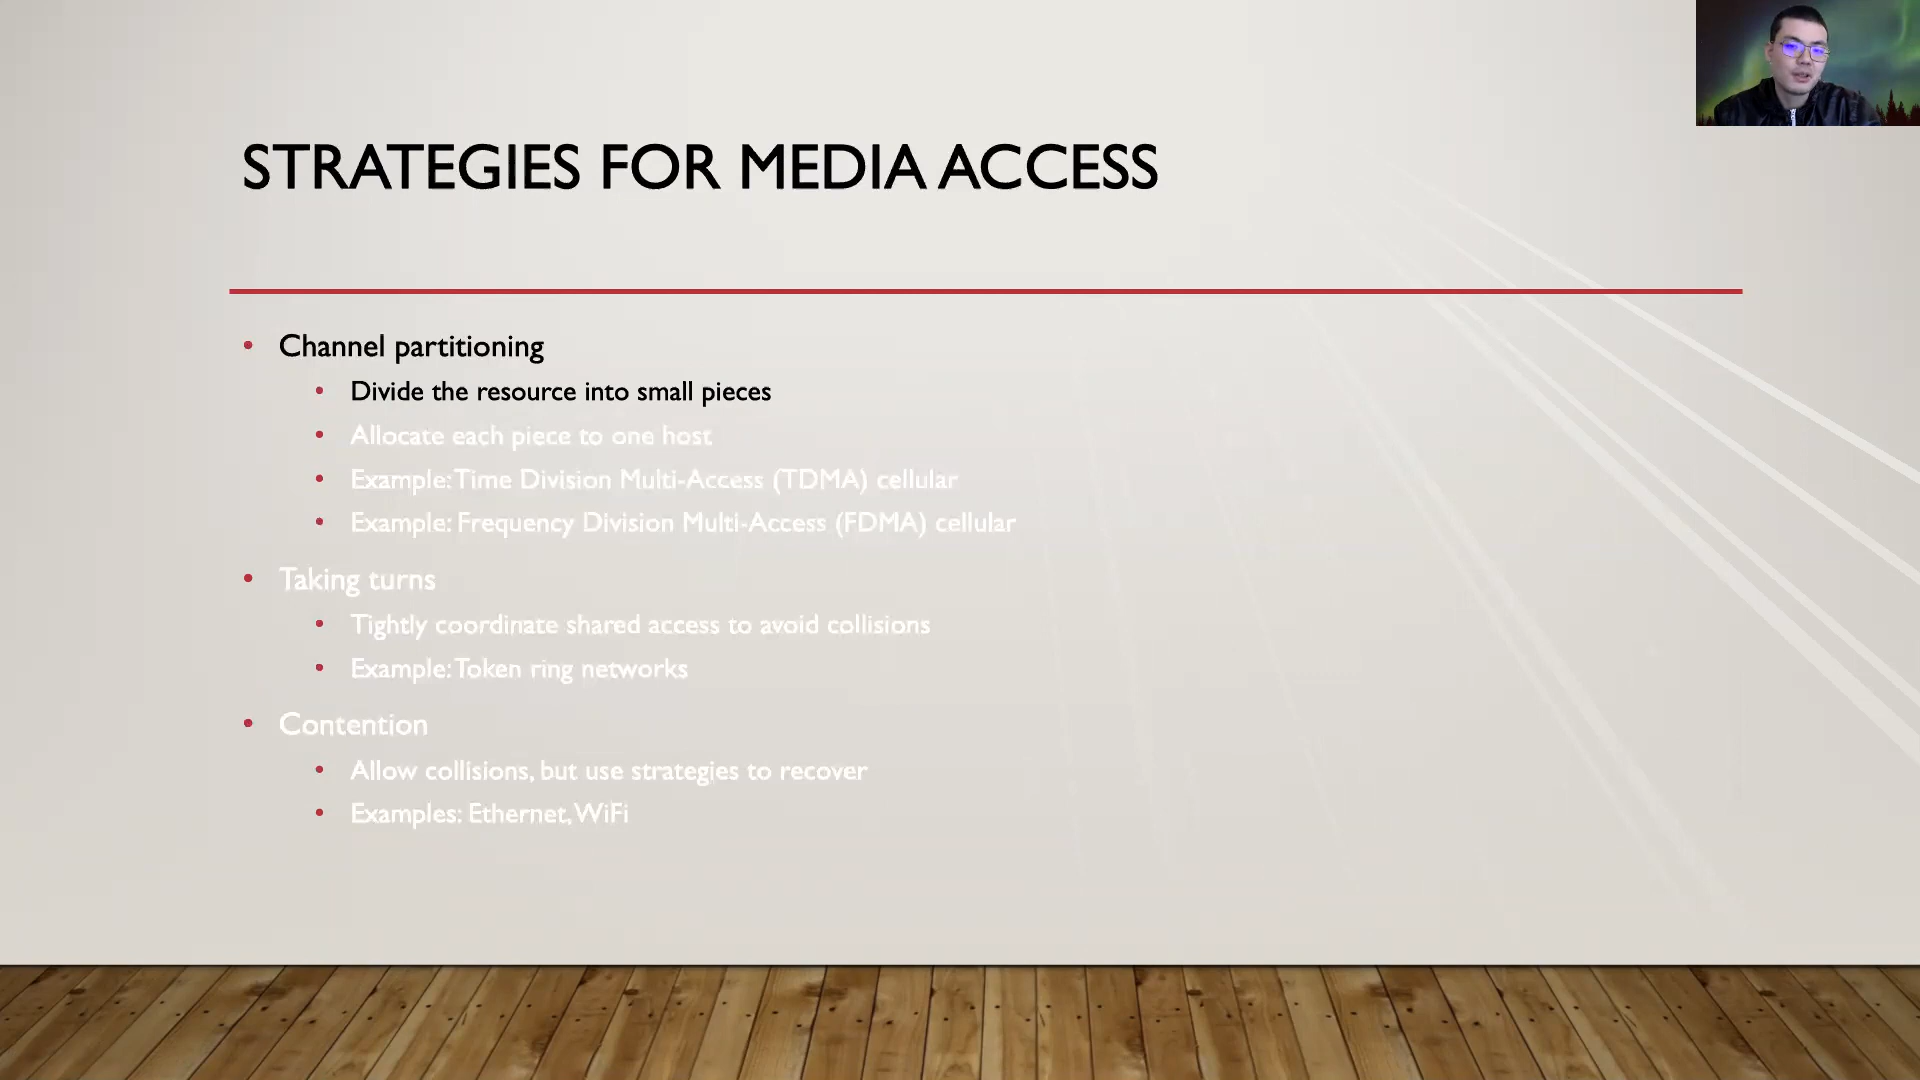 STRATEGIES FOR MEDIA ACCESS
• Channel partitioning
• Divide the resource into small pieces
• Allocate each piece to one host
• Example: Time Division Multi-Access (TDMA) cellular
• Example: Frequency Division Multi-Access (FDMA) cellular
• Taking turns
• Tightly coordinate shared access to avoid collisions
• Example: Token ring networks
• Contention
• Allow collisions, but use strategies to recover
• Examples: Ethernet, WiFi